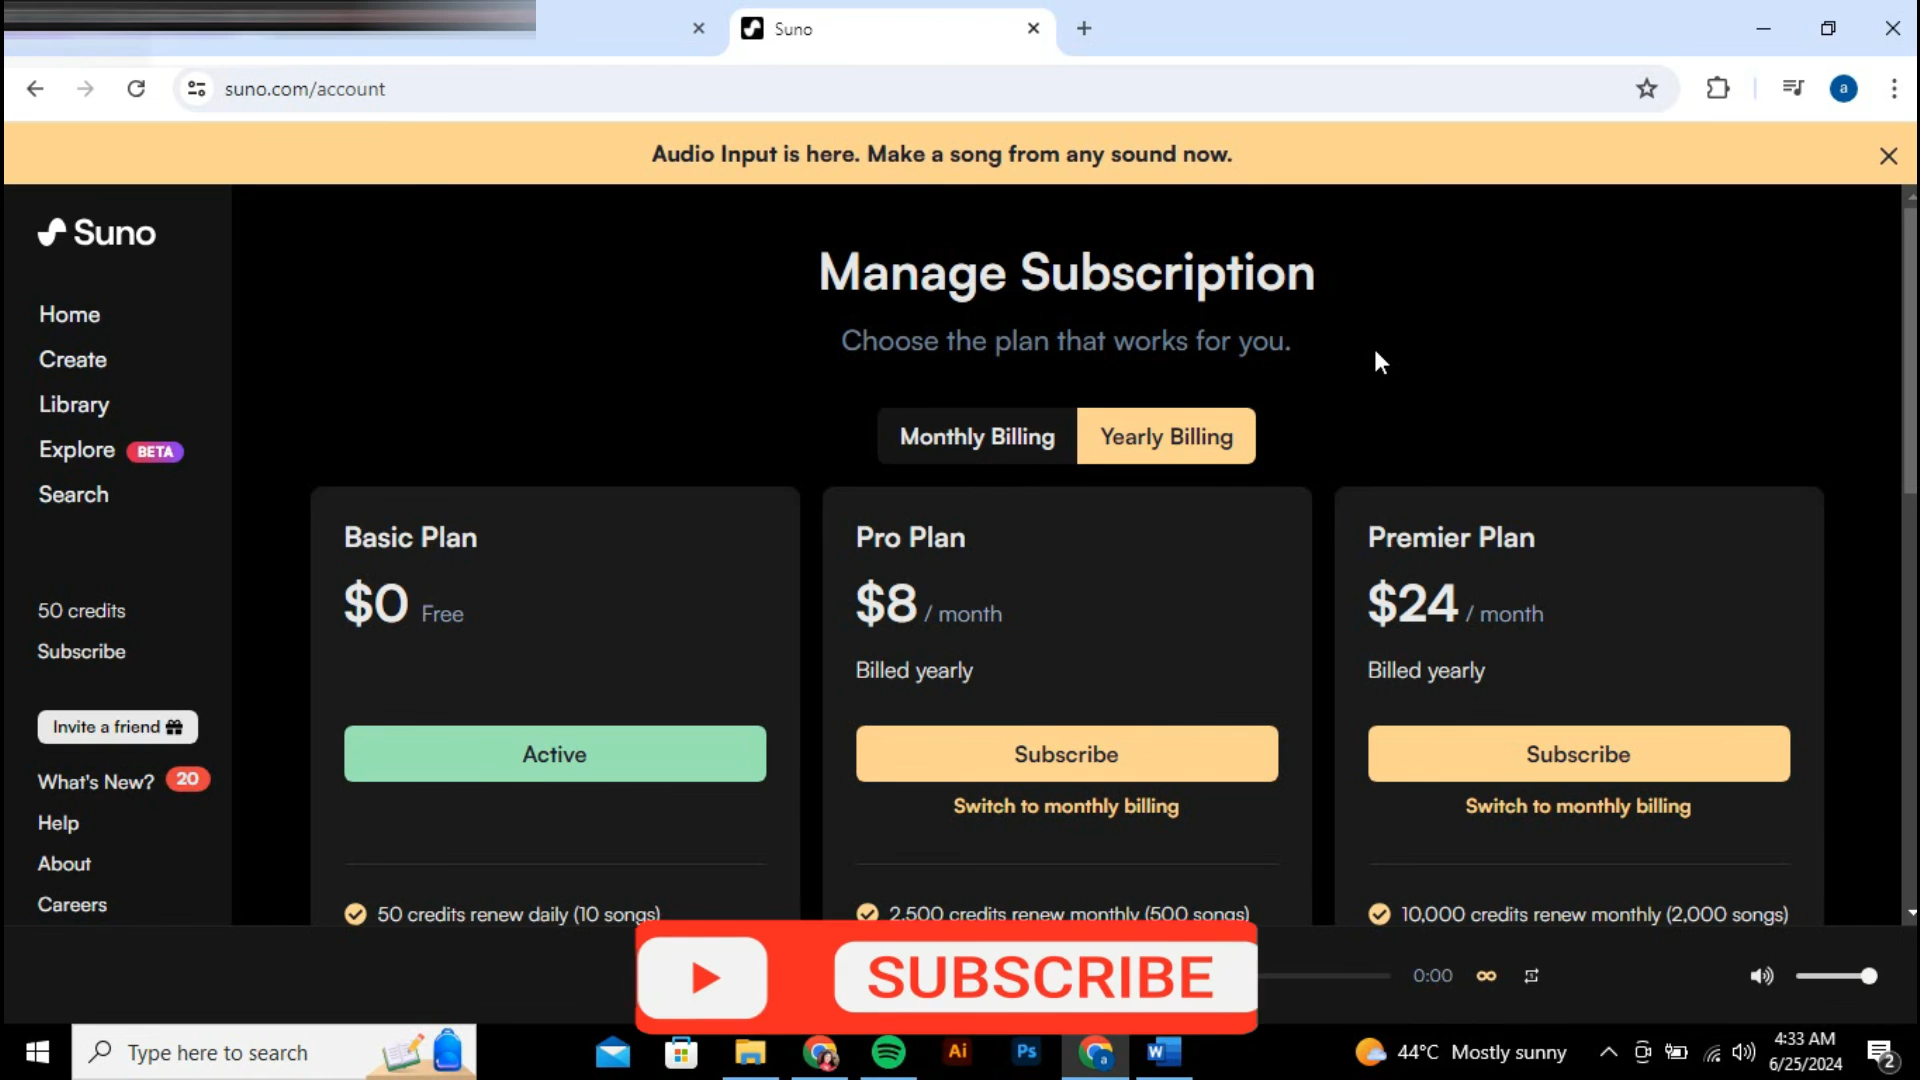 Suno
suno.com/account
a
Audio Input is here. Make a song from any sound now.
Suno
Home
Create
Library
Explore BETA
Search
50 credits
Subscribe
Invite a friend
What's New? 20
Help
About
Careers
Manage Subscription
Choose the plan that works for you.
Monthly Billing Yearly Billing
Basic Plan
$0 Free
Active
50 credits renew daily (10 songs)
Pro Plan
$8 / month
Billed yearly
Subscribe
Switch to monthly billing
2,500 credits renew monthly (500 songs)
Premier Plan
$24 / month
Billed yearly
Subscribe
Switch to monthly billing
10,000 credits renew monthly (2,000 songs)
SUBSCRIBE
0:00
Type here to search
Ai
Ps
a
W
44°C Mostly sunny
4:33 AM
6/25/2024
2